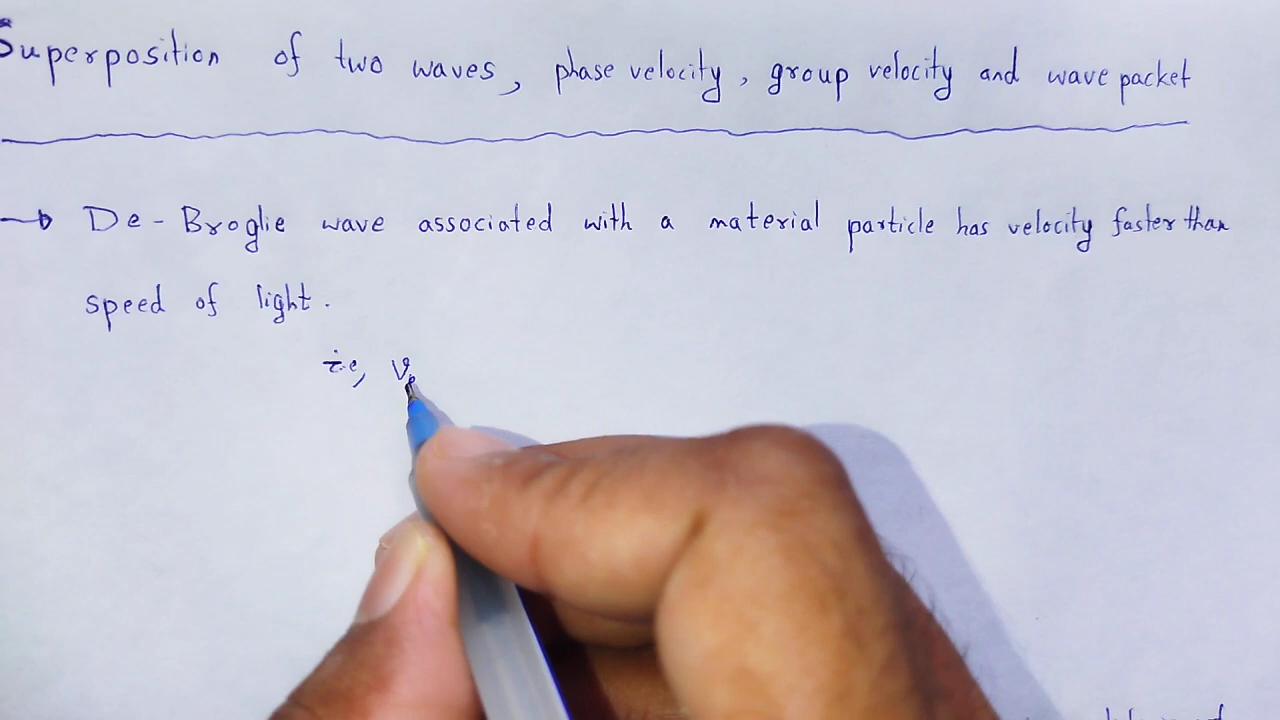 Superposition of two waves, phase velocity, group velocity and wave packet
→ De-Broglie wave associated with a material particle has velocity faster than
speed of light.
i.e, Vp